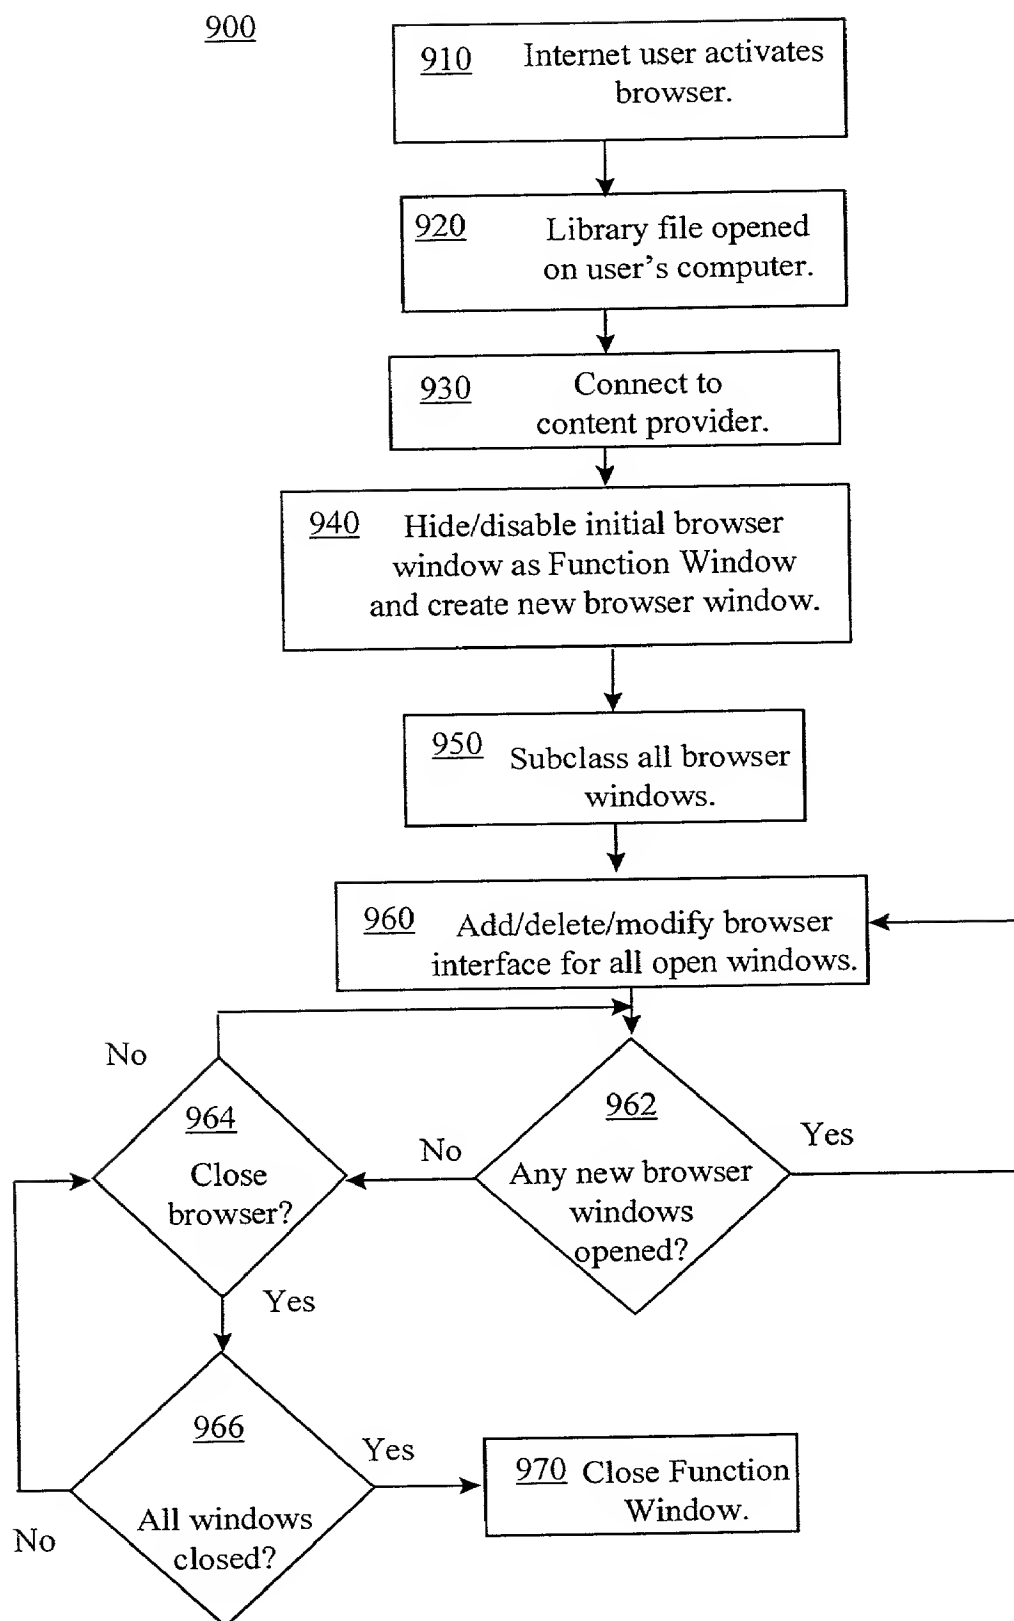 900
910 Internet user activates
browser.
920 Library file opened
on user's computer.
930 Connect to
content provider.
940 Hide/disable initial browser
window as Function Window
and create new browser window.
950 Subclass all browser
windows.
960 Add/delete/modify browser
interface for all open windows.
No
964
Close
browser?
No
962
Any new browser
windows
opened?
Yes
Yes
966
All windows
closed?
No
Yes
970 Close Function
Window.